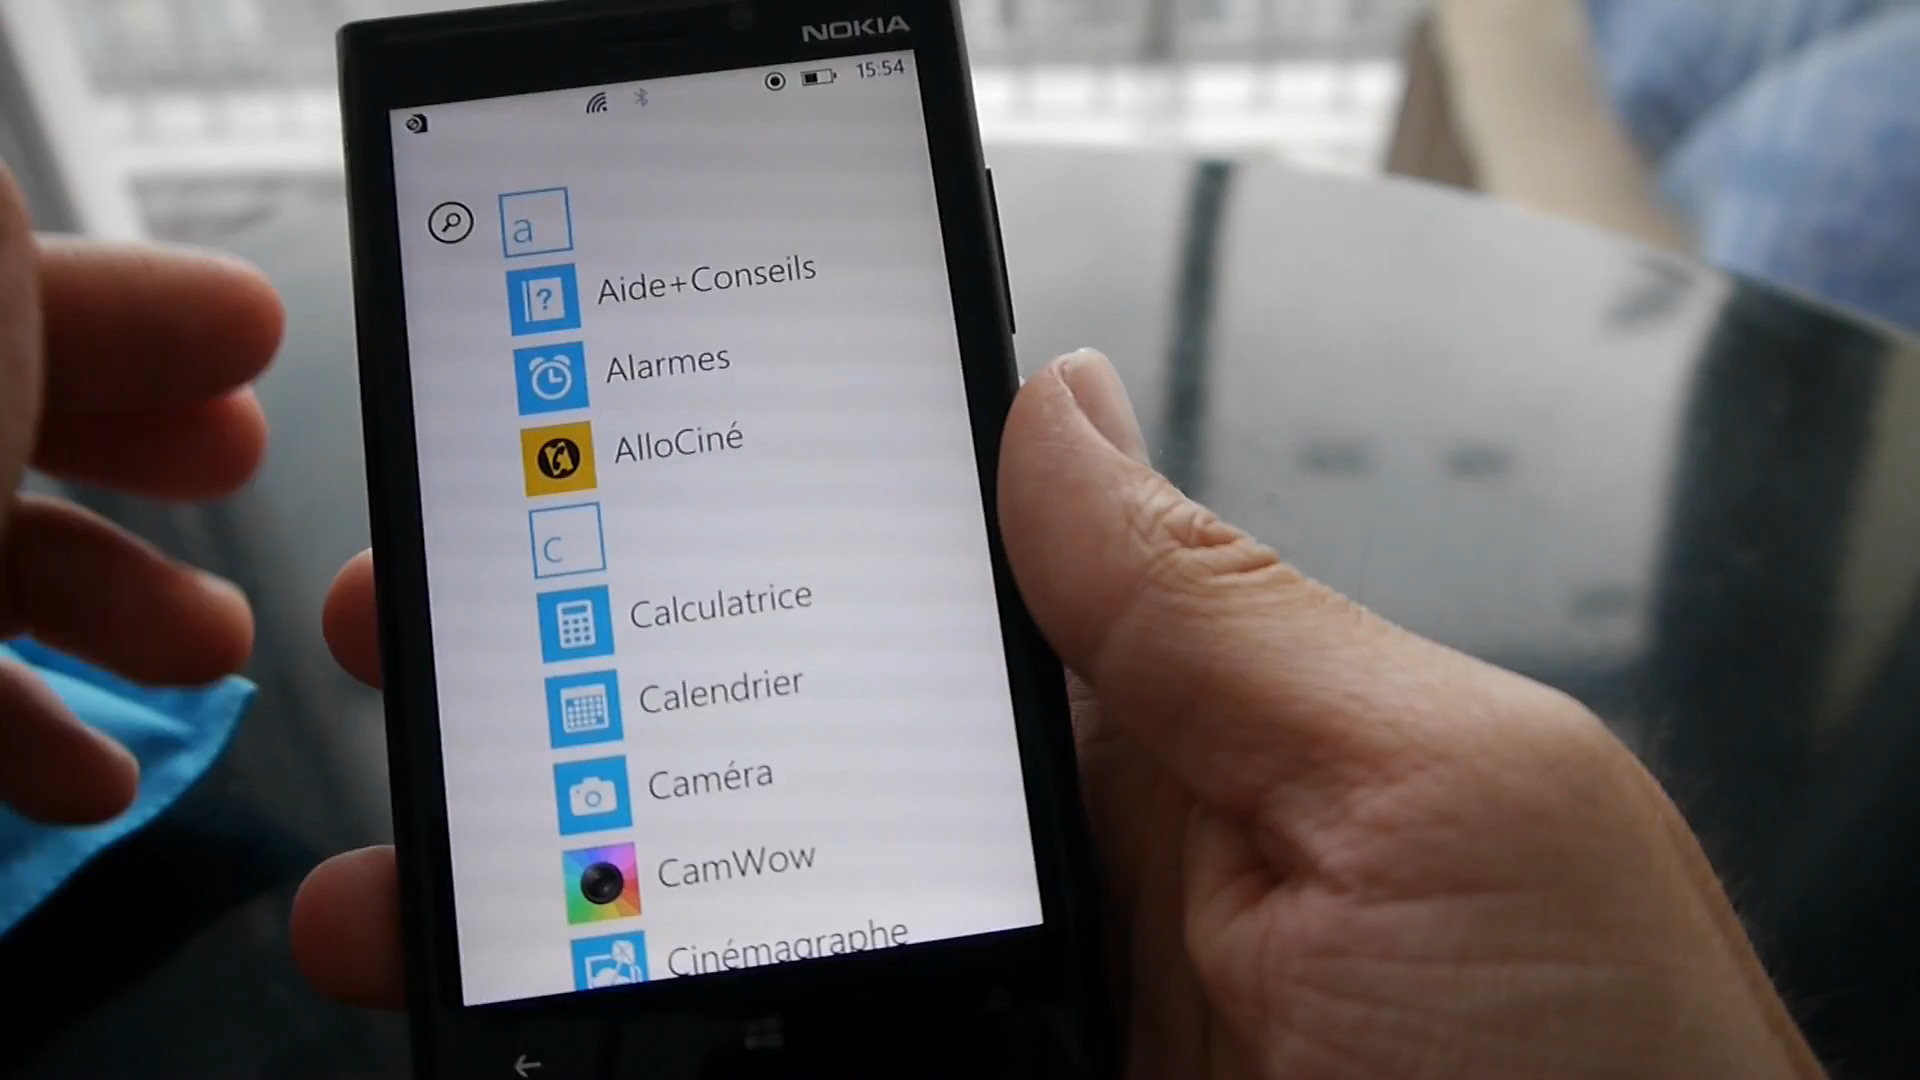 NOKIA
15:54
a
Aide+Conseils
Alarmes
AlloCiné
c
Calculatrice
Calendrier
Caméra
CamWow
Cinémagraphe